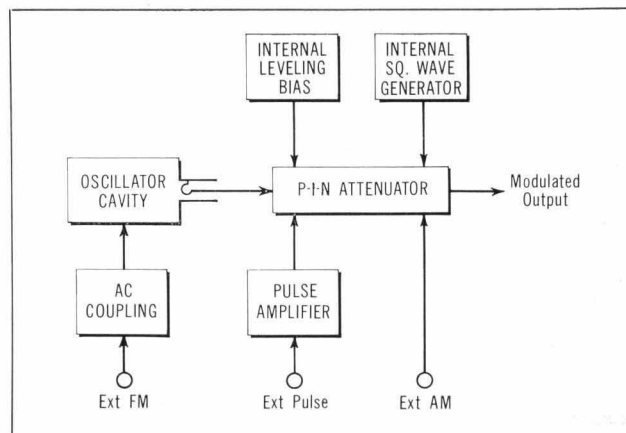 INTERNAL
LEVELING
BIAS
INTERNAL
SQ. WAVE
GENERATOR
OSCILLATOR
CAVITY
P-I-N ATTENUATOR
Modulated
Output
AC
COUPLING
PULSE
AMPLIFIER
Ext FM
Ext Pulse
Ext AM